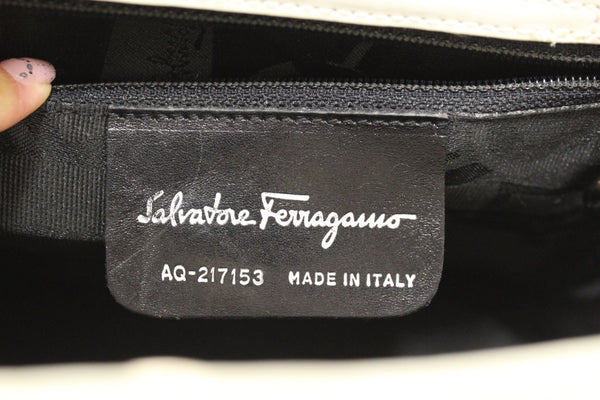 Salvatore Ferragamo
AQ-217153 MADE IN ITALY